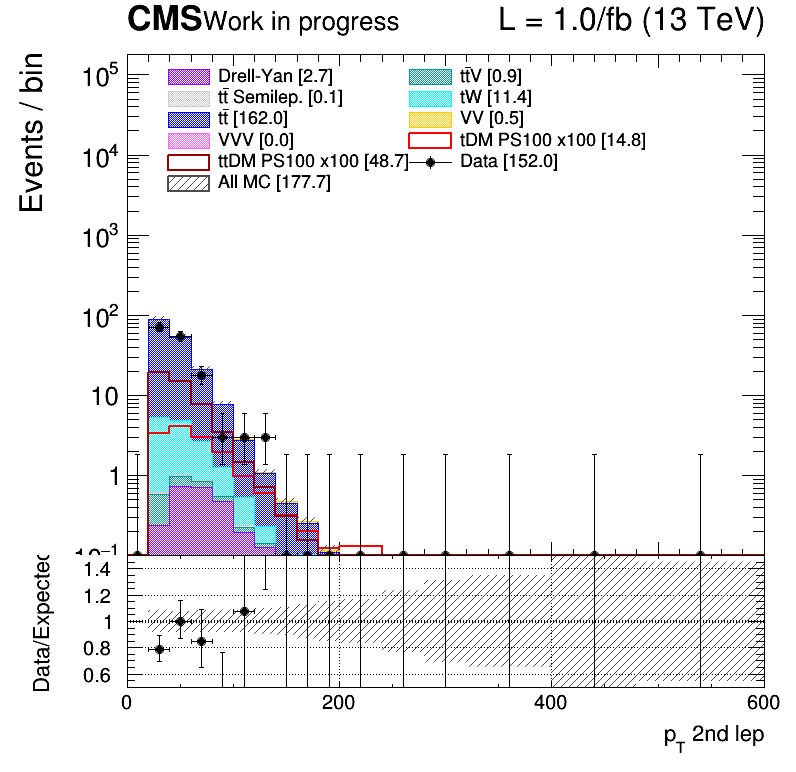 CMS Work in progress L = 1.0/fb (13 TeV)
Events / bin
10⁵
10⁴
10³
10²
10
1
10⁻¹
Drell-Yan [2.7]
tt̄V [0.9]
tt̄ Semilep. [0.1]
tW [11.4]
tt̄ [162.0]
VV [0.5]
VVV [0.0]
tDM PS100 x100 [14.8]
ttDM PS100 x100 [48.7]
Data [152.0]
All MC [177.7]
Data/Expected
1.4
1.2
1
0.8
0.6
0 200 400 600
p_T 2nd lep